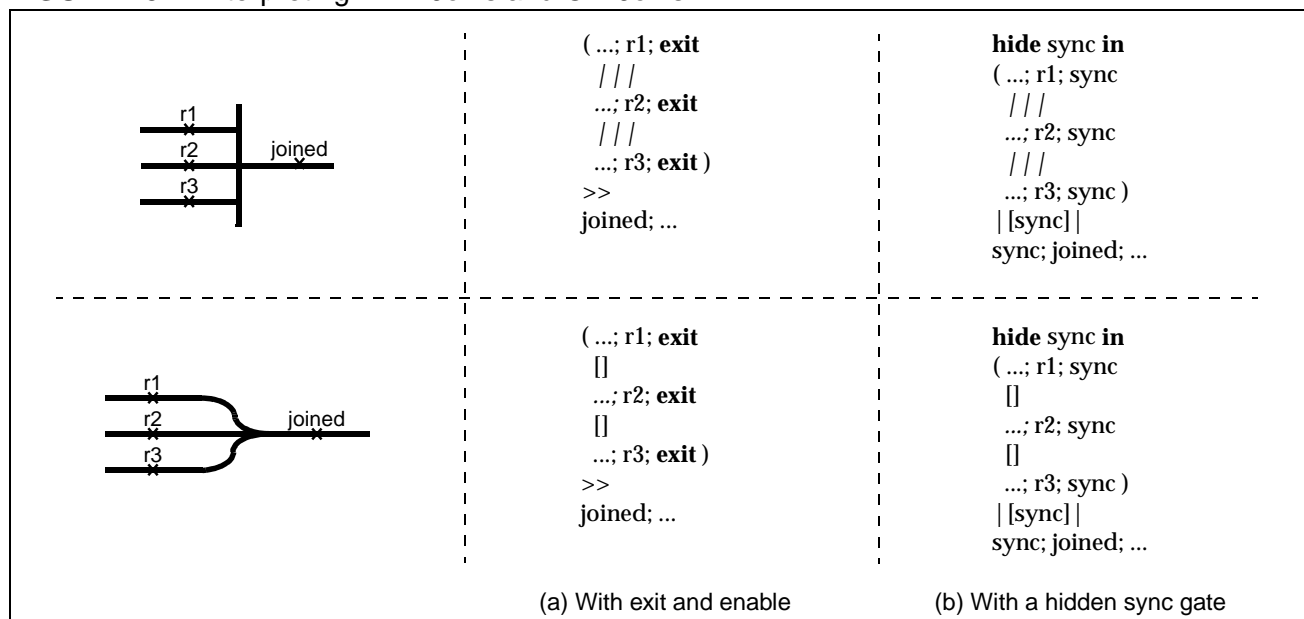 r1
r2
r3
joined
( ...; r1; exit
/ / /
...; r2; exit
/ / /
...; r3; exit )
>>
joined; ...
hide sync in
( ...; r1; sync
/ / /
...; r2; sync
/ / /
...; r3; sync )
| [sync] |
sync; joined; ...
r1
r2
r3
joined
( ...; r1; exit
[]
...; r2; exit
[]
...; r3; exit )
>>
joined; ...
hide sync in
( ...; r1; sync
[]
...; r2; sync
[]
...; r3; sync )
| [sync] |
sync; joined; ...
(a) With exit and enable
(b) With a hidden sync gate